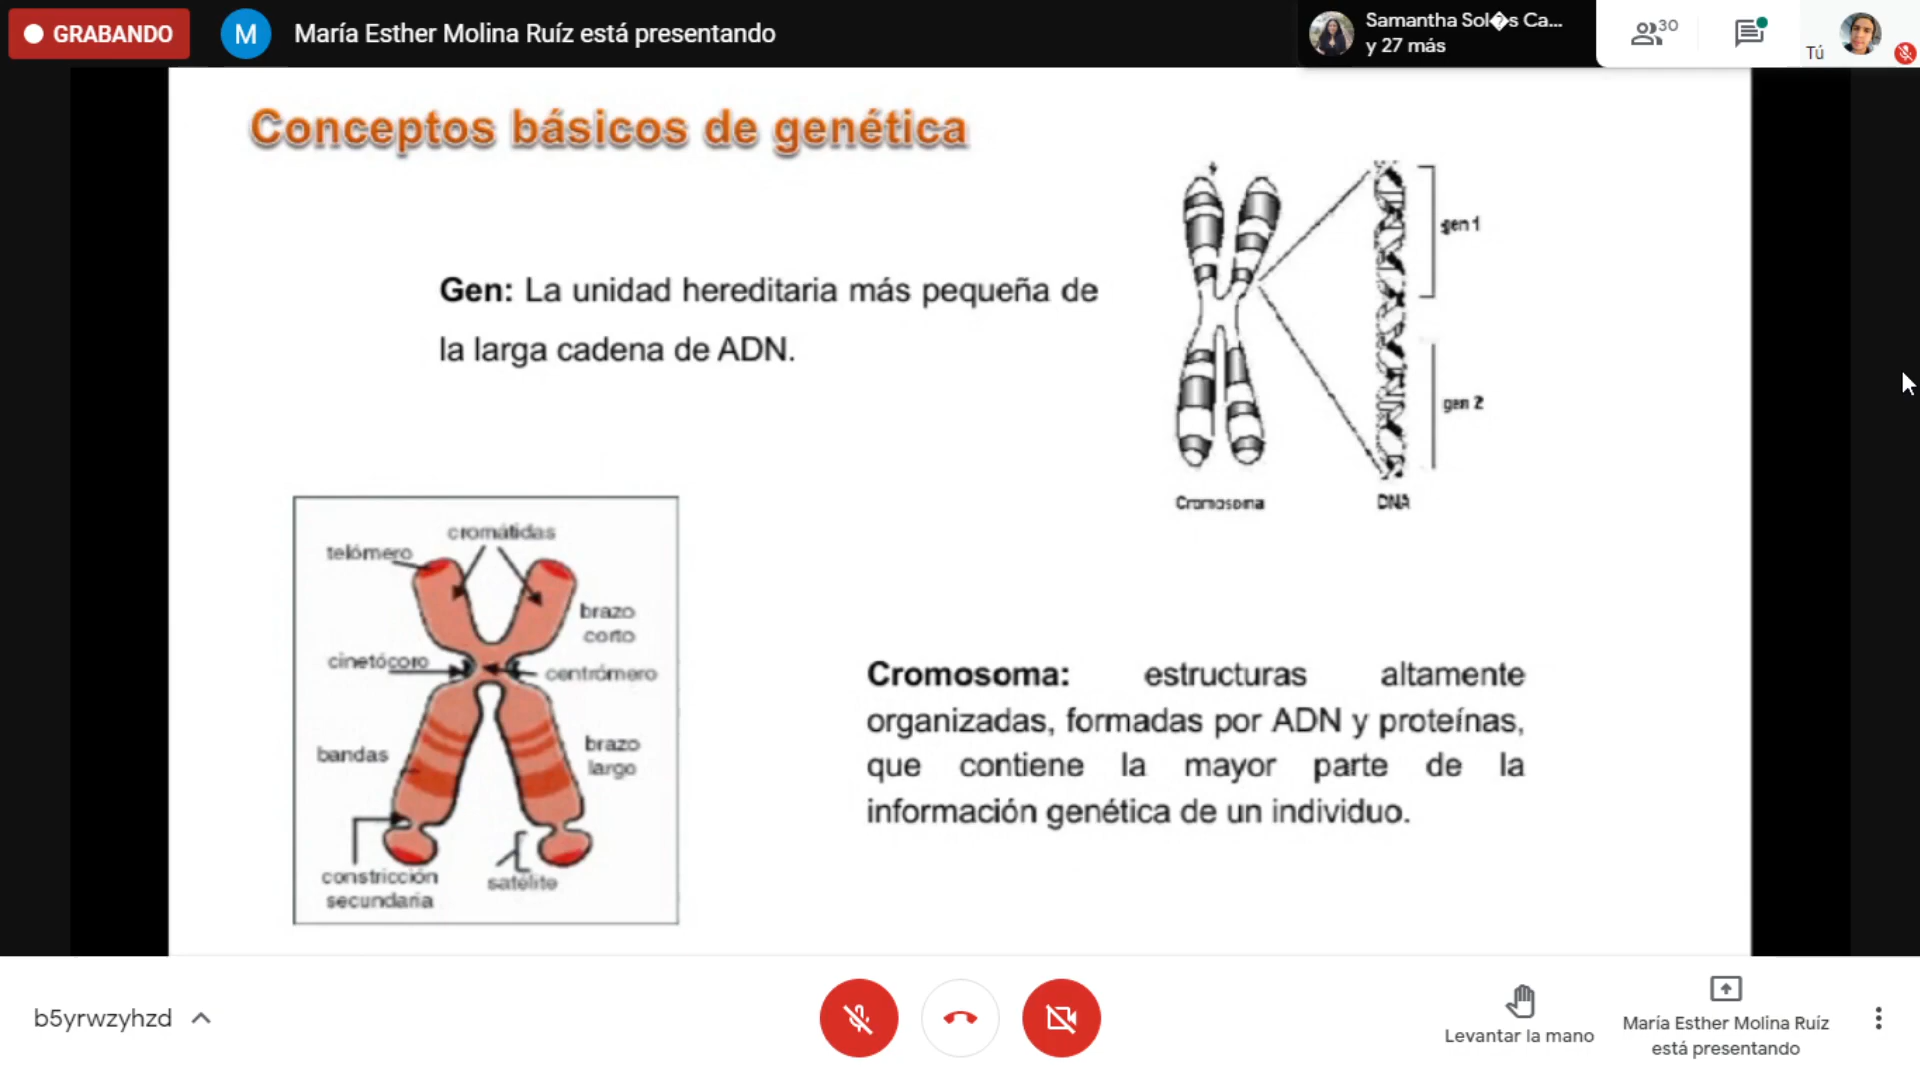 GRABANDO
M
María Esther Molina Ruíz está presentando
Samantha Sol�s Ca...
y 27 más
30
Tú
Conceptos básicos de genética
Gen: La unidad hereditaria más pequeña de
la larga cadena de ADN.
gen 1
gen 2
Cromosoma
DNA
cromátidas
telómero
brazo
corto
cinetócoro
centrómero
bandas
brazo
largo
constricción
secundaria
satélite
Cromosoma: estructuras altamente
organizadas, formadas por ADN y proteínas,
que contiene la mayor parte de la
información genética de un individuo.
b5yrwzyhzd
Levantar la mano
María Esther Molina Ruíz
está presentando